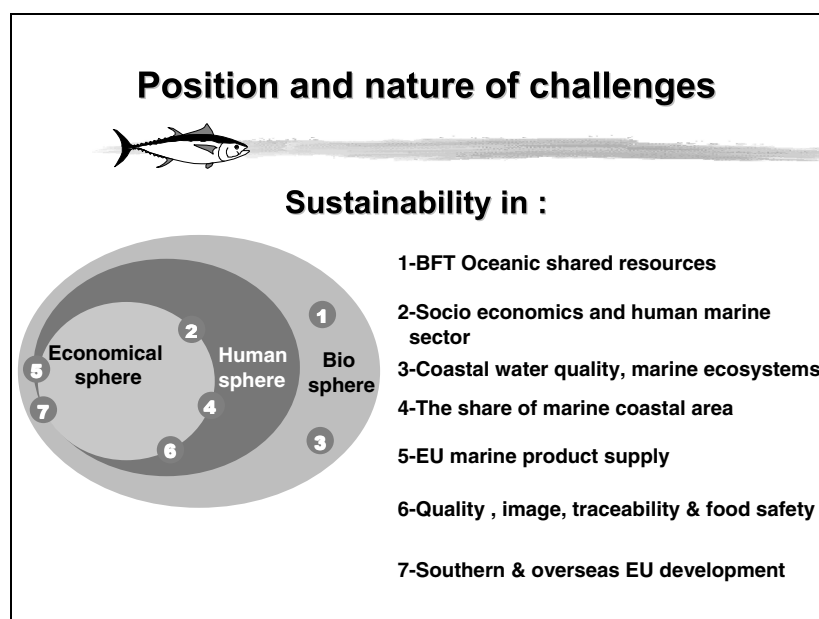 Position and nature of challenges
Sustainability in :
1-BFT Oceanic shared resources
2-Socio economics and human marine
sector
3-Coastal water quality, marine ecosystems
4-The share of marine coastal area
5-EU marine product supply
6-Quality , image, traceability & food safety
7-Southern & overseas EU development
Economical
sphere
Human
sphere
Bio
sphere
1
2
3
4
5
6
7